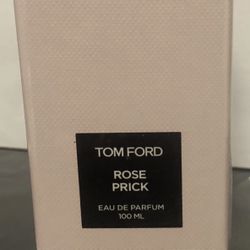 TOM FORD
ROSE
PRICK
EAU DE PARFUM
100 ML